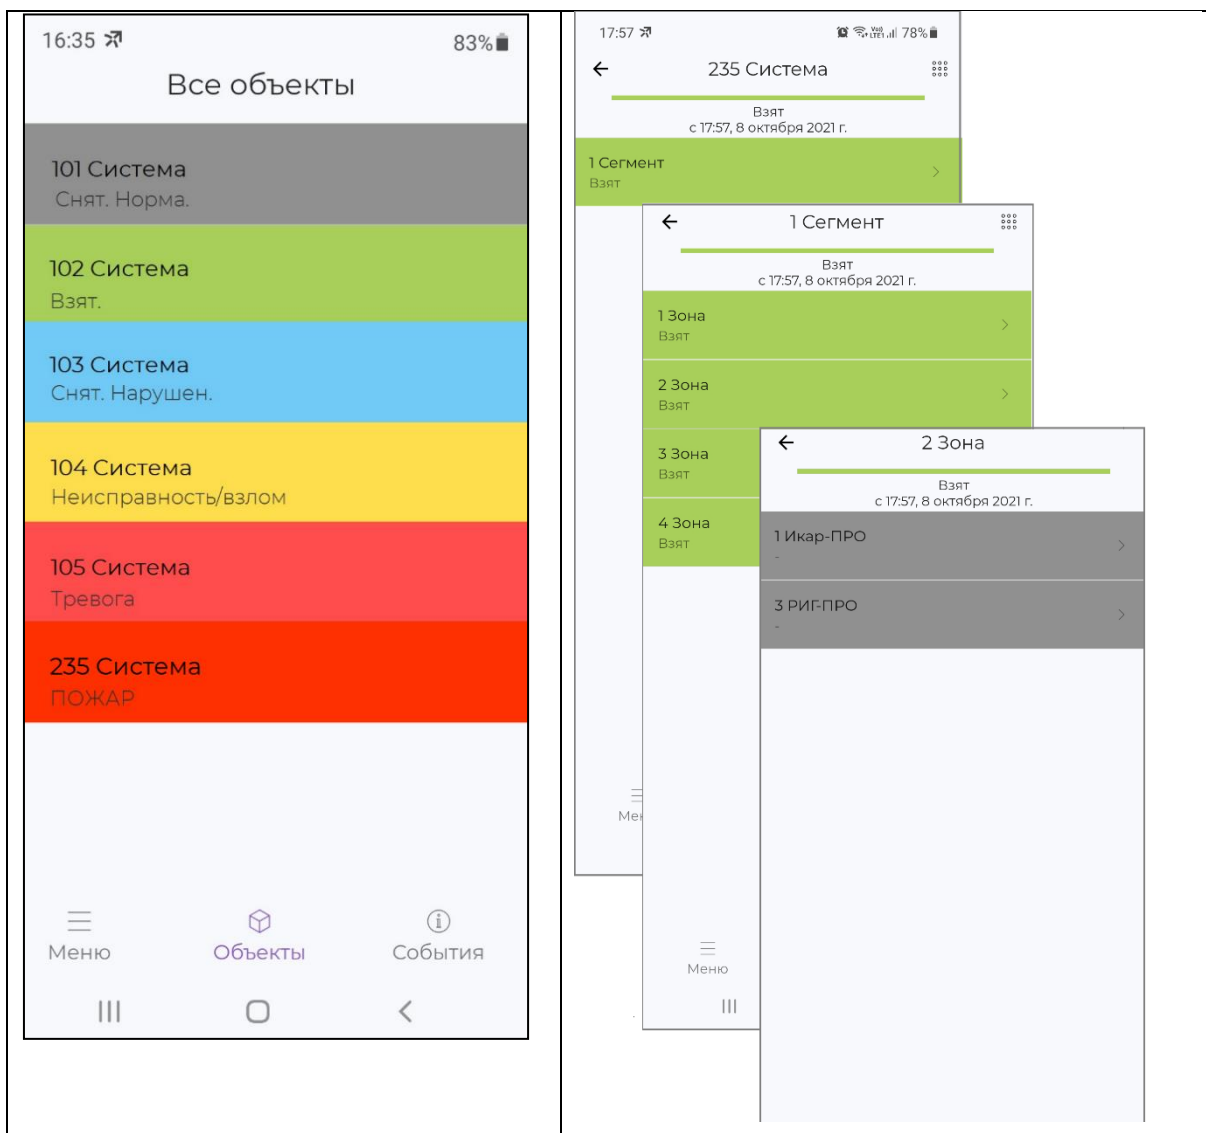 16:35
83%
Все объекты
101 Система
Снят. Норма.
102 Система
Взят.
103 Система
Снят. Нарушен.
104 Система
Неисправность/взлом
105 Система
Тревога
235 Система
ПОЖАР
Меню
Объекты
События
17:57
78%
235 Система
Взят
с 17:57, 8 октября 2021 г.
1 Сегмент
Взят
Мен
1 Сегмент
Взят
с 17:57, 8 октября 2021 г.
1 Зона
Взят
2 Зона
Взят
3 Зона
Взят
4 Зона
Взят
Меню
2 Зона
Взят
с 17:57, 8 октября 2021 г.
1 Икар-ПРО
-
3 РИГ-ПРО
-